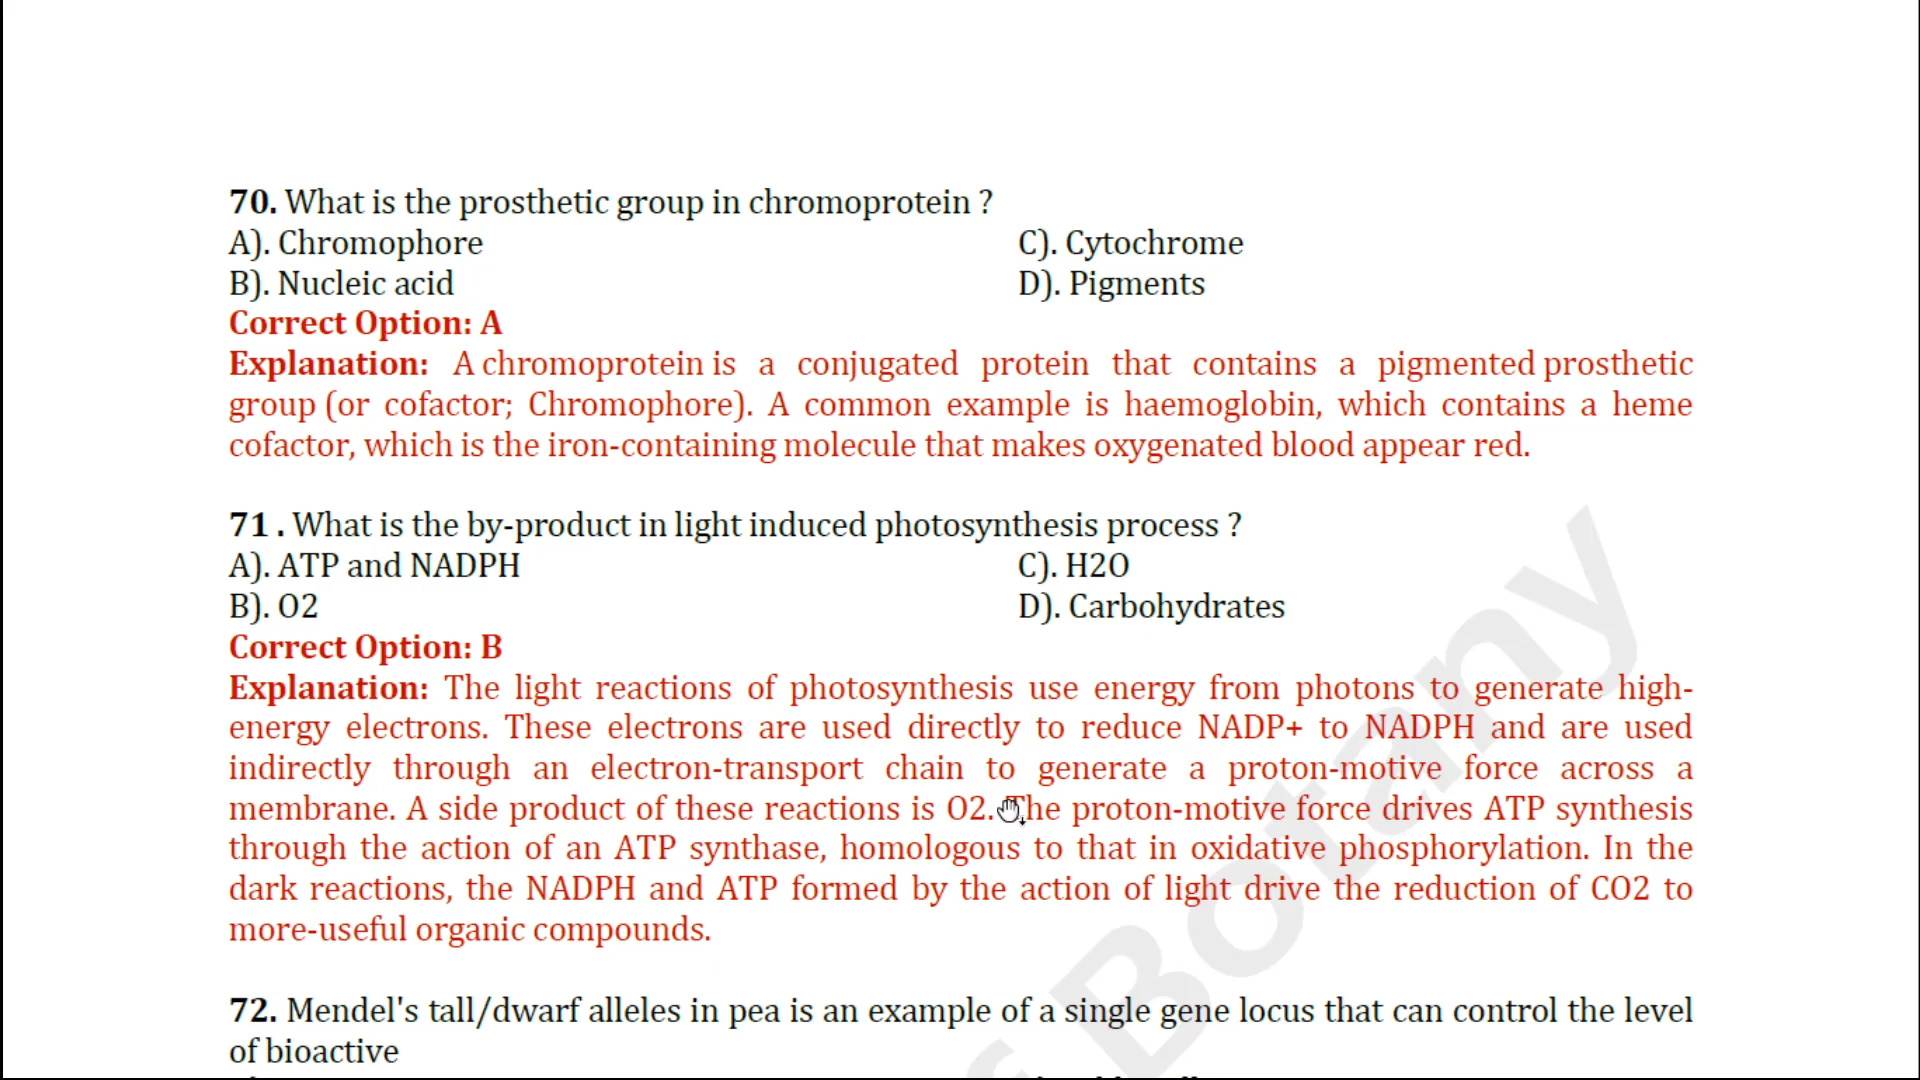 70. What is the prosthetic group in chromoprotein ?
A). Chromophore
C). Cytochrome
B). Nucleic acid
D). Pigments
Correct Option: A
Explanation: A chromoprotein is a conjugated protein that contains a pigmented prosthetic
group (or cofactor; Chromophore). A common example is haemoglobin, which contains a heme
cofactor, which is the iron-containing molecule that makes oxygenated blood appear red.
71 . What is the by-product in light induced photosynthesis process ?
A). ATP and NADPH
C). H2O
B). O2
D). Carbohydrates
Correct Option: B
Explanation: The light reactions of photosynthesis use energy from photons to generate high-
energy electrons. These electrons are used directly to reduce NADP+ to NADPH and are used
indirectly through an electron-transport chain to generate a proton-motive force across a
membrane. A side product of these reactions is O2. The proton-motive force drives ATP synthesis
through the action of an ATP synthase, homologous to that in oxidative phosphorylation. In the
dark reactions, the NADPH and ATP formed by the action of light drive the reduction of CO2 to
more-useful organic compounds.
72. Mendel's tall/dwarf alleles in pea is an example of a single gene locus that can control the level
of bioactive
Botany